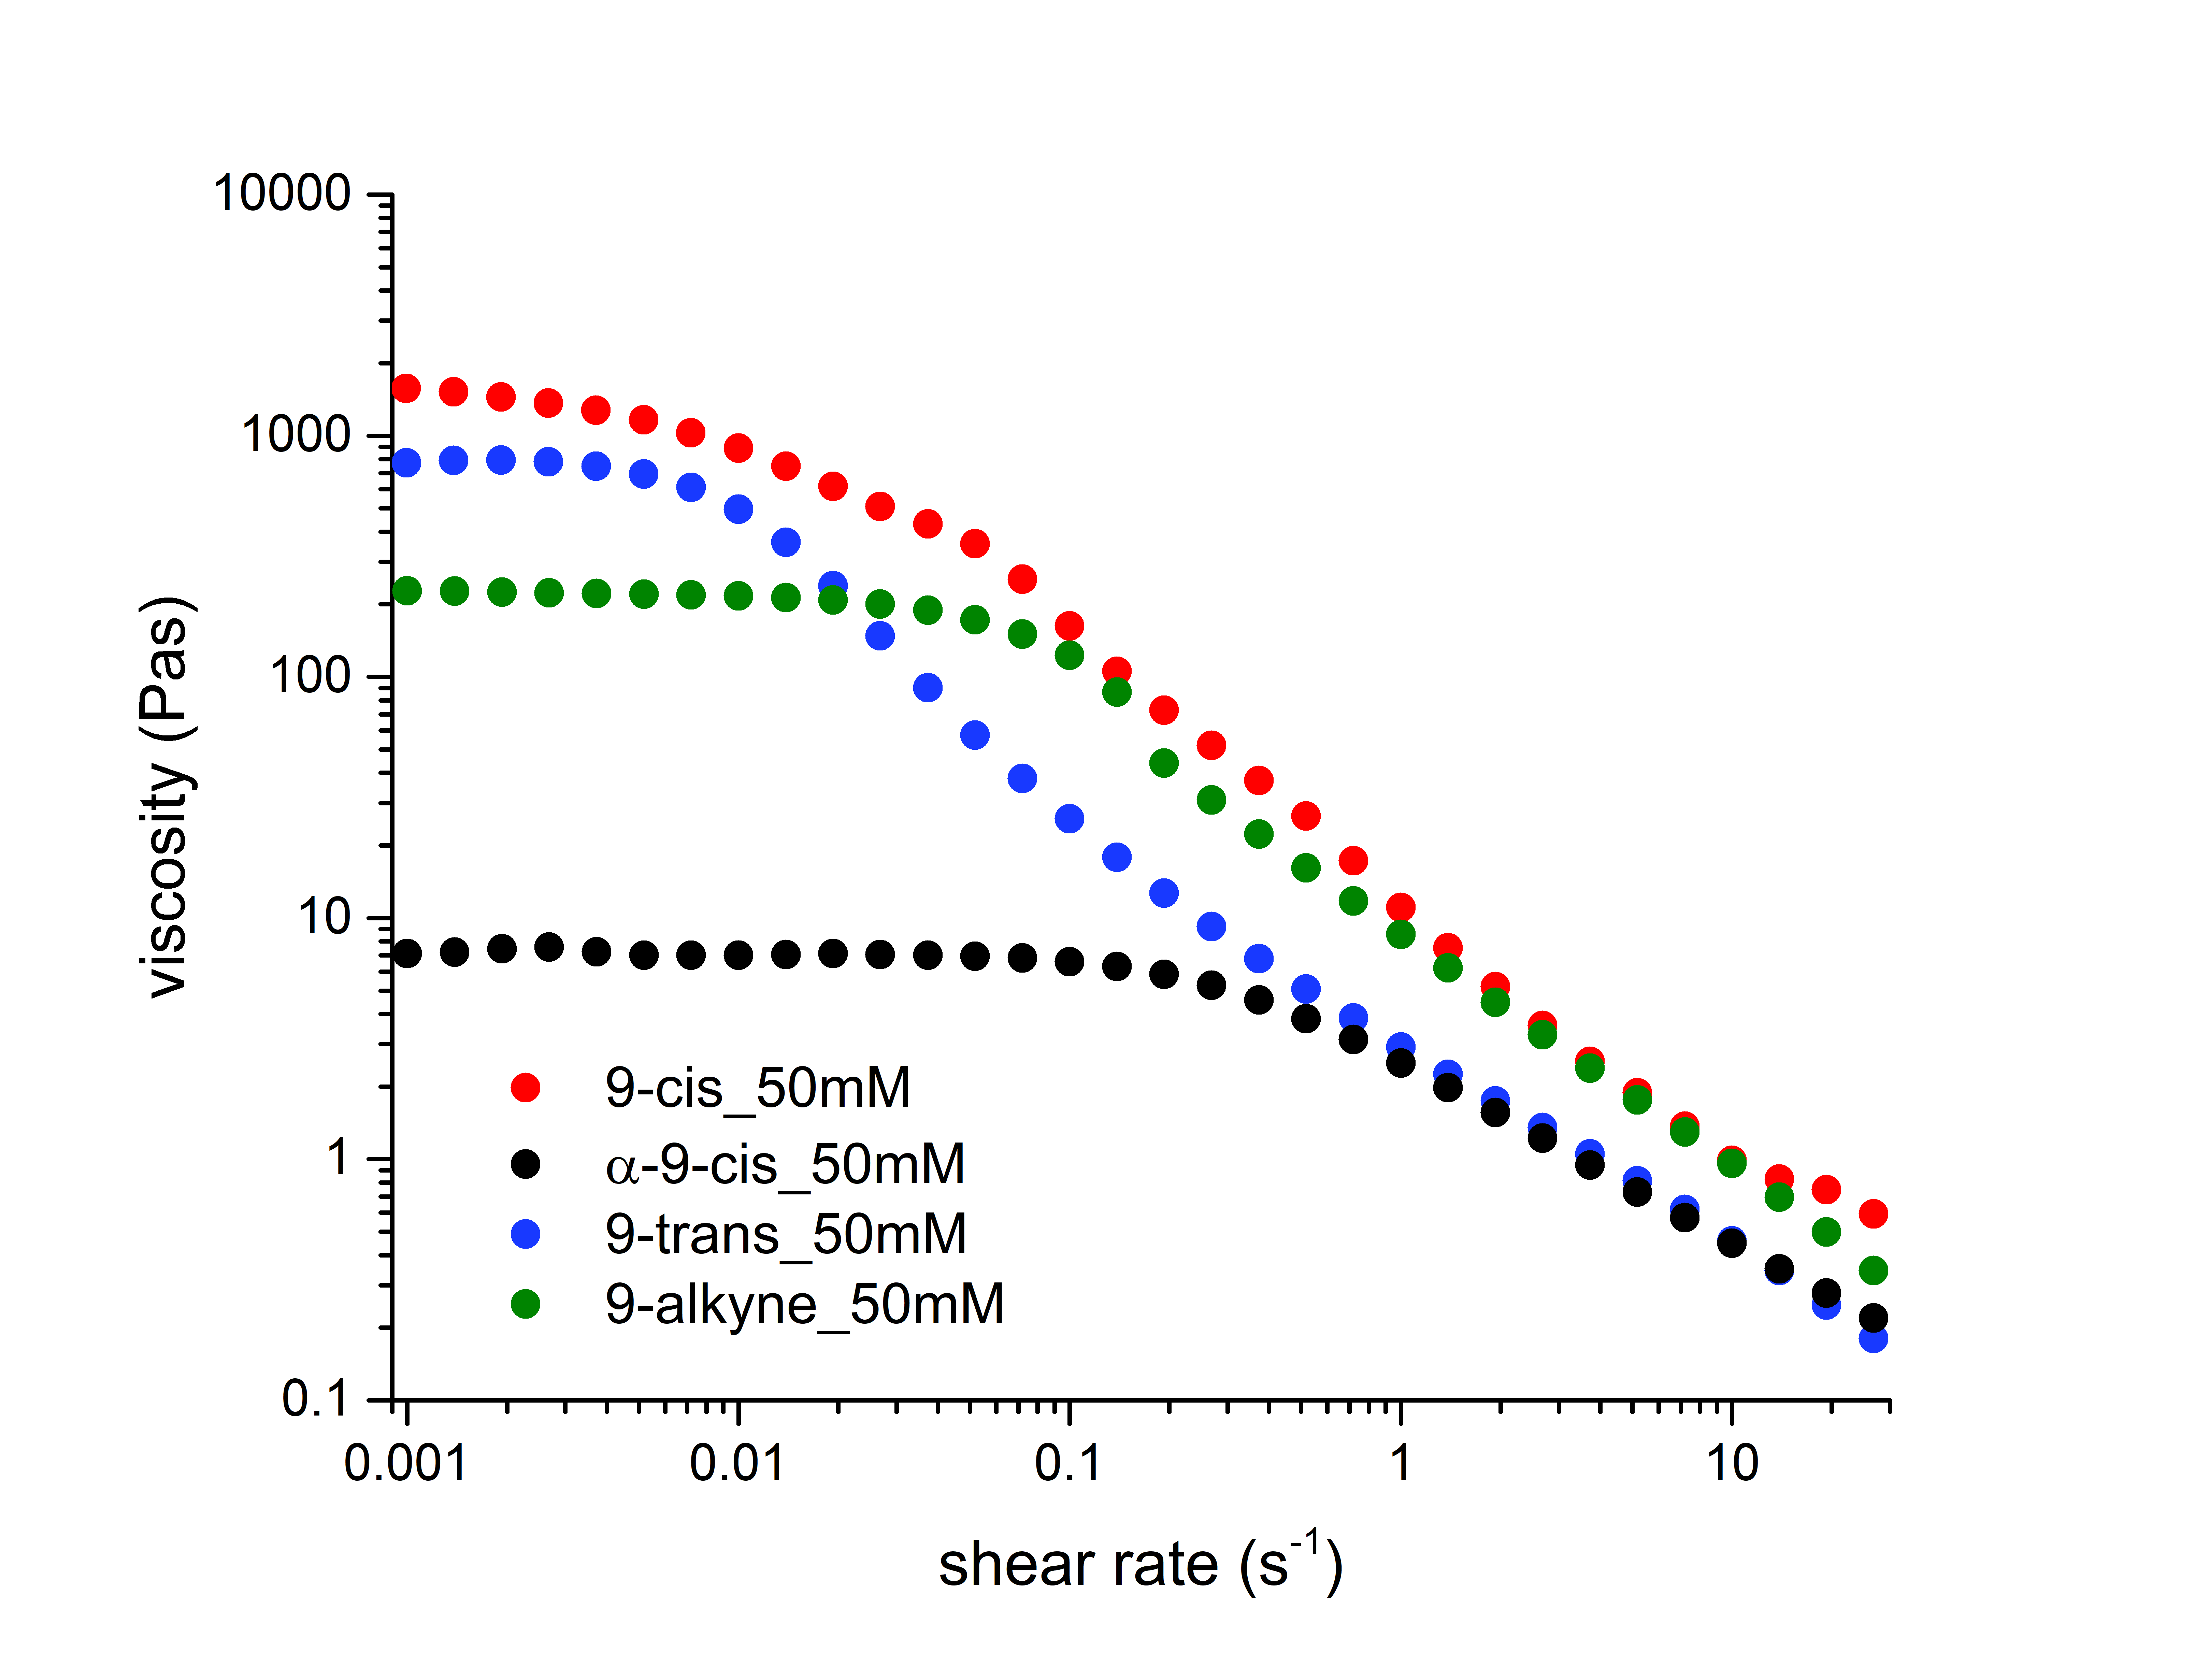 10000
1000
100
10
1
0.1
viscosity (Pas)
9-cis_50mM
α-9-cis_50mM
9-trans_50mM
9-alkyne_50mM
0.001 0.01 0.1 1 10
shear rate (s⁻¹)